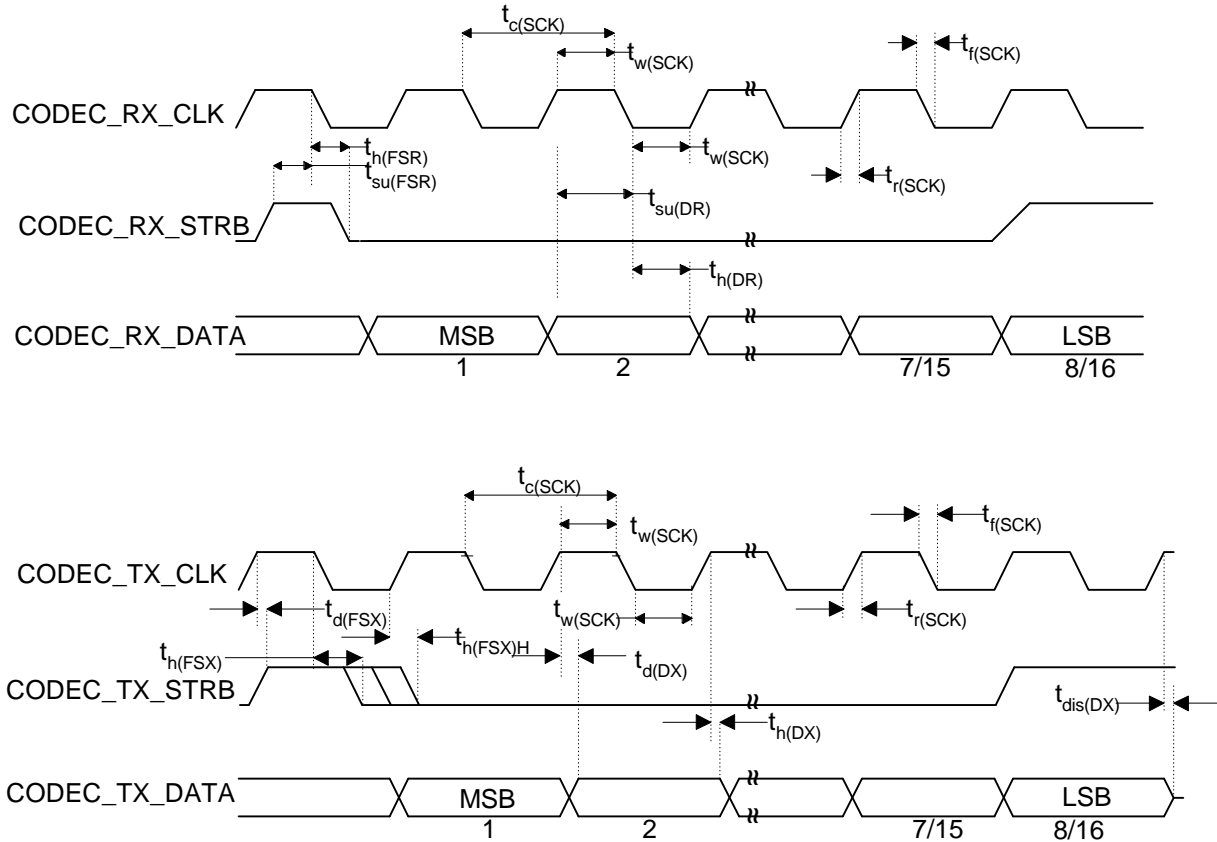 tc(SCK)
tw(SCK)
tf(SCK)
CODEC_RX_CLK
th(FSR)
tw(SCK)
tsu(FSR)
tr(SCK)
tsu(DR)
CODEC_RX_STRB
th(DR)
CODEC_RX_DATA
MSB
LSB
1
2
7/15
8/16
tc(SCK)
tw(SCK)
tf(SCK)
CODEC_TX_CLK
td(FSX)
tw(SCK)
tr(SCK)
th(FSX)
th(FSX)H
td(DX)
CODEC_TX_STRB
tdis(DX)
th(DX)
CODEC_TX_DATA
MSB
LSB
1
2
7/15
8/16